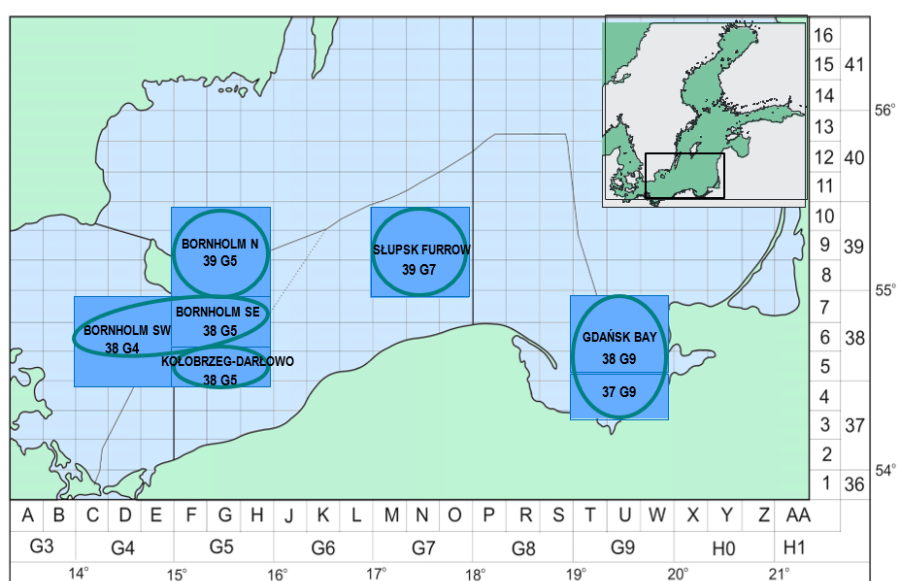 16
15
41
14
56°
13
12
40
11
10
BORNHOLM N
39 G5
SŁUPSK FURROW
39 G7
9
39
8
55°
7
BORNHOLM SE
38 G5
BORNHOLM SW
38 G4
GDAŃSK BAY
38 G9
6
38
KOŁOBRZEG-DARŁOWO
38 G5
5
37 G9
4
3
37
2
54°
1
36
A B C D E F G H J K L M N O P R S T U W X Y Z AA
G3 G4 G5 G6 G7 G8 G9 H0 H1
14° 15° 16° 17° 18° 19° 20° 21°